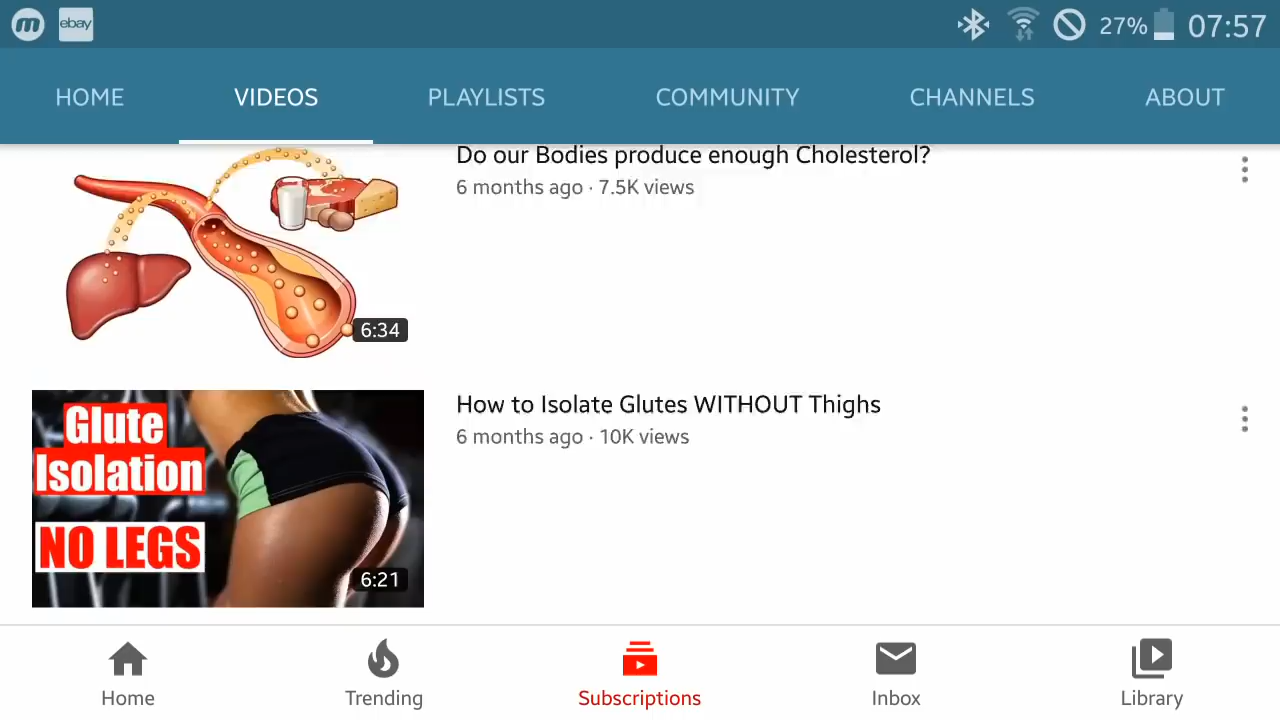 m ebay 27% 07:57
HOME VIDEOS PLAYLISTS COMMUNITY CHANNELS ABOUT
Do our Bodies produce enough Cholesterol?
6 months ago · 7.5K views
6:34
Glute
Isolation
NO LEGS
6:21
How to Isolate Glutes WITHOUT Thighs
6 months ago · 10K views
Home Trending Subscriptions Inbox Library